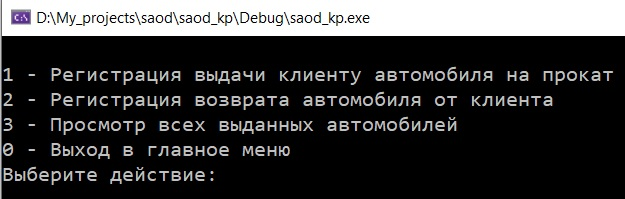 D:\My_projects\saod\saod_kp\Debug\saod_kp.exe
1 - Регистрация выдачи клиенту автомобиля на прокат
2 - Регистрация возврата автомобиля от клиента
3 - Просмотр всех выданных автомобилей
0 - Выход в главное меню
Выберите действие: